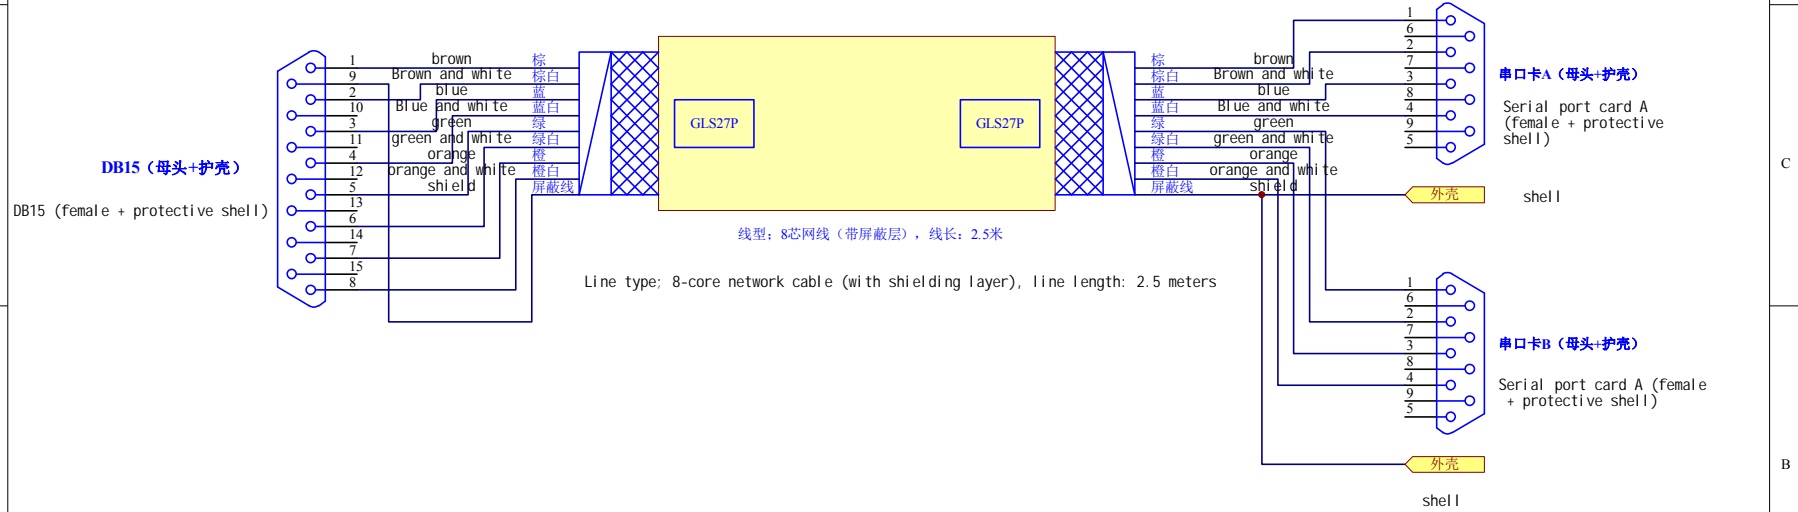 DB15（母头+护壳）
DB15 (female + protective shell)
1
9
2
10
3
11
4
12
5
13
6
14
7
15
8
brown 棕
Brown and white 棕白
blue 蓝
Blue and white 蓝白
green 绿
green and white 绿白
orange 橙
orange and white 橙白
shield 屏蔽线
GLS27P
GLS27P
线型；8芯网线（带屏蔽层），线长：2.5米
Line type; 8-core network cable (with shielding layer), line length: 2.5 meters
棕 brown
棕白 Brown and white
蓝 blue
蓝白 Blue and white
绿 green
绿白 green and white
橙 orange
橙白 orange and white
屏蔽线 shield
1
6
2
7
3
8
4
9
5
串口卡A（母头+护壳）
Serial port card A
(female + protective
shell)
外壳
shell
1
6
2
7
3
8
4
9
5
串口卡B（母头+护壳）
Serial port card A (female
+ protective shell)
外壳
shell
C
B